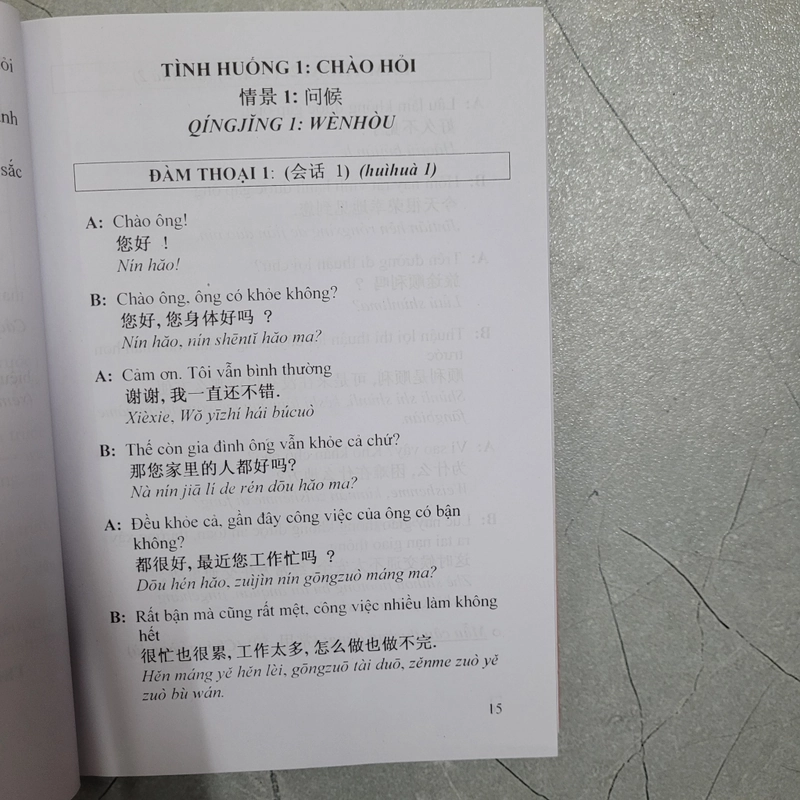 òi
sắc
TÌNH HUỐNG 1: CHÀO HỎI
情景 1: 问候
QÍNGJǏNG 1: WÈNHÒU
ĐÀM THOẠI 1: (会话 1) (huìhuà 1)
A: Chào ông!
您好 !
Nín hǎo!
B: Chào ông, ông có khỏe không?
您好, 您身体好吗 ?
Nín hǎo, nín shēntǐ hǎo ma?
A: Cảm ơn. Tôi vẫn bình thường
谢谢, 我一直还不错.
Xièxie, Wǒ yīzhí hái búcuò
B: Thế còn gia đình ông vẫn khỏe cả chứ?
那您家里的人都好吗?
Nà nín jiā lí de rén dōu hǎo ma?
A: Đều khỏe cả, gần đây công việc của ông có bận
không?
都很好, 最近您工作忙吗 ?
Dōu hén hǎo, zuìjìn nín gōngzuò máng ma?
B: Rất bận mà cũng rất mệt, công việc nhiều làm không
hết
很忙也很累, 工作太多, 怎么做也做不完.
Hěn máng yě hěn lèi, gōngzuō tài duō, zěnme zuò yě
zuò bù wán.
15